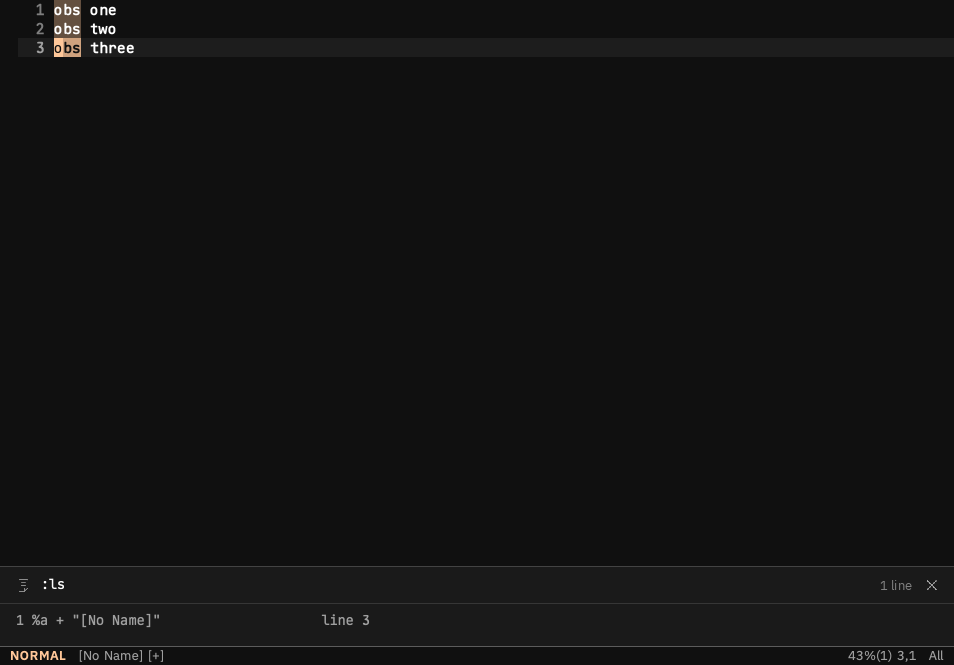 1 obs one
2 obs two
3 obs three
:ls 1 line
1 %a + "[No Name]" line 3
NORMAL [No Name] [+] 43%(1) 3,1 All